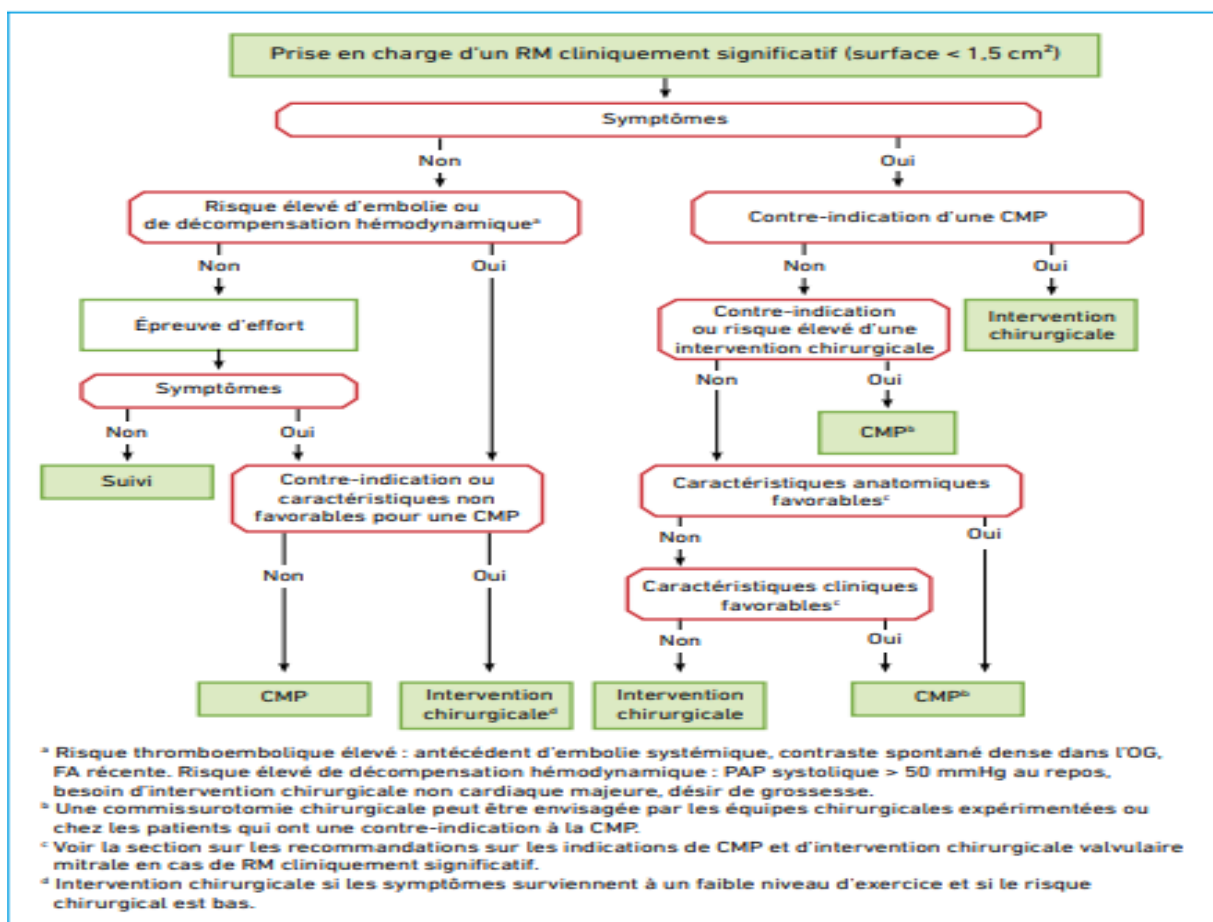 Prise en charge d'un RM cliniquement significatif (surface < 1,5 cm²)
Symptômes
Non
Oui
Risque élevé d'embolie ou
de décompensation hémodynamiqueᵃ
Contre-indication d'une CMP
Non
Oui
Non
Oui
Épreuve d'effort
Contre-indication
ou risque élevé d'une
intervention chirurgicale
Intervention
chirurgicale
Symptômes
Non
Oui
Non
Oui
CMPᵇ
Suivi
Contre-indication ou
caractéristiques non
favorables pour une CMP
Caractéristiques anatomiques
favorablesᶜ
Non
Oui
Non
Oui
Caractéristiques cliniques
favorablesᶜ
Non
Oui
CMP
Intervention
chirurgicaleᵈ
Intervention
chirurgicale
CMPᵇ
ᵃ Risque thromboembolique élevé : antécédent d'embolie systémique, contraste spontané dense dans l'OG,
FA récente. Risque élevé de décompensation hémodynamique : PAP systolique > 50 mmHg au repos,
besoin d'intervention chirurgicale non cardiaque majeure, désir de grossesse.
ᵇ Une commissurotomie chirurgicale peut être envisagée par les équipes chirurgicales expérimentées ou
chez les patients qui ont une contre-indication à la CMP.
ᶜ Voir la section sur les recommandations sur les indications de CMP et d'intervention chirurgicale valvulaire
mitrale en cas de RM cliniquement significatif.
ᵈ Intervention chirurgicale si les symptômes surviennent à un faible niveau d'exercice et si le risque
chirurgical est bas.